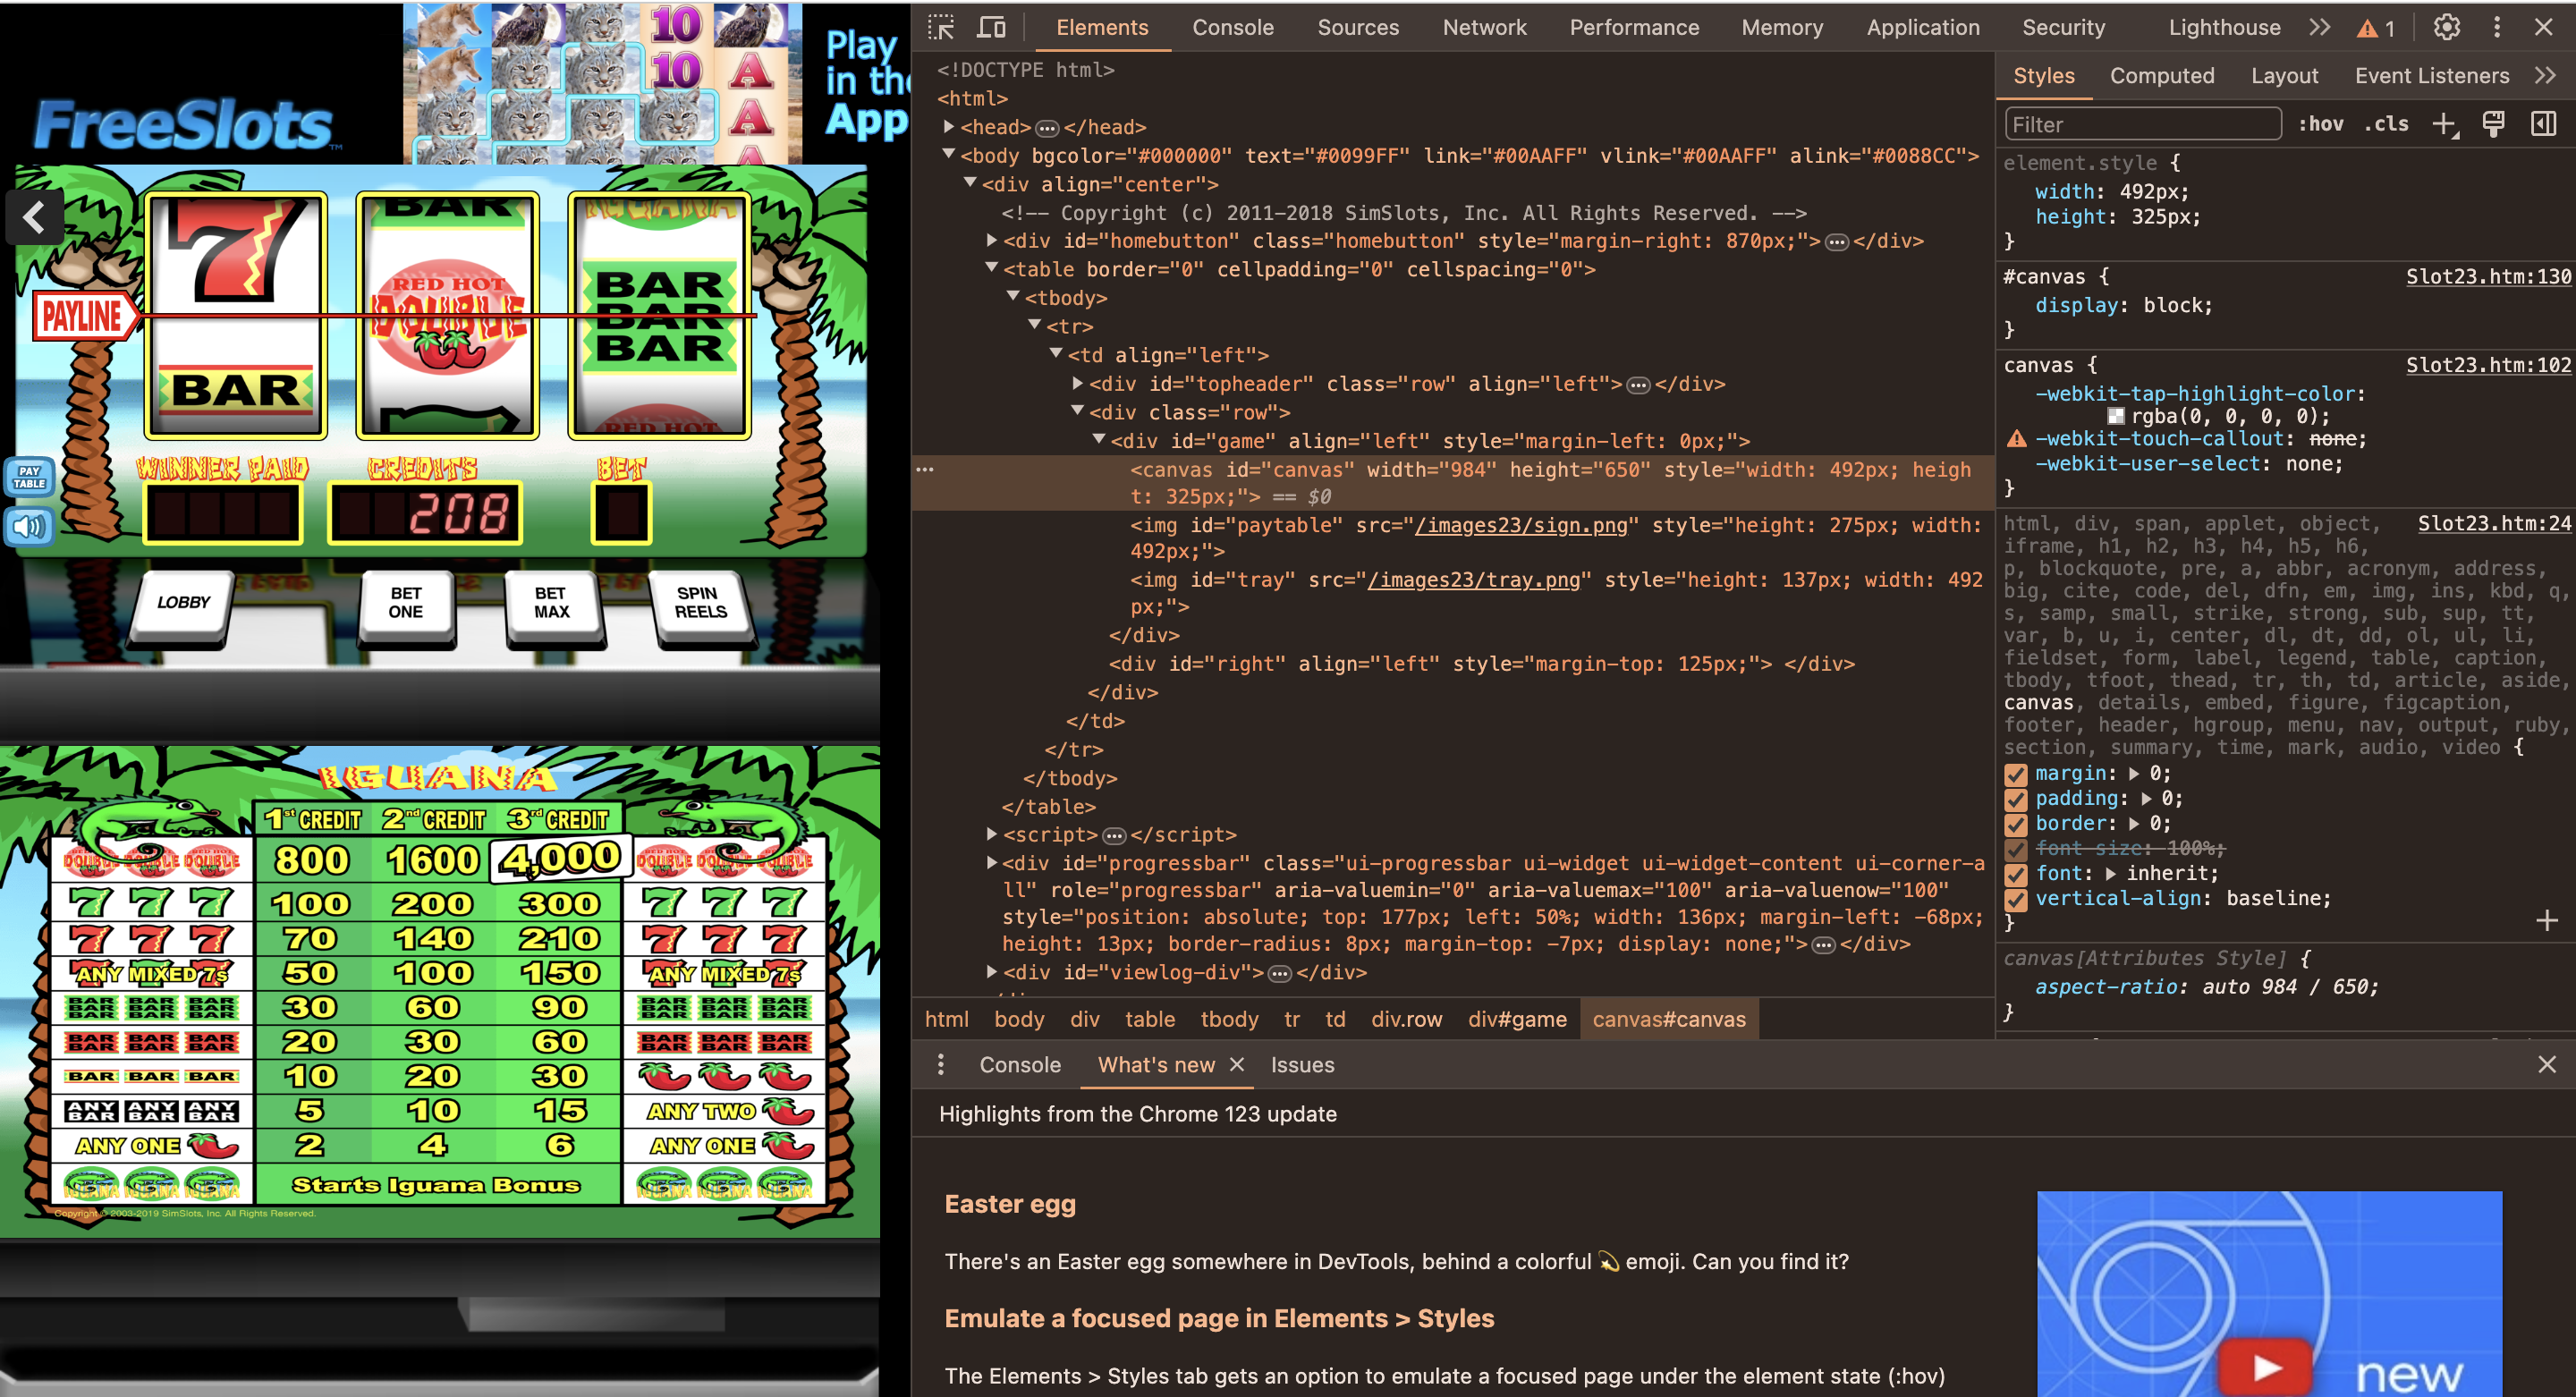 FreeSlots™
10
10
A
A
Play
in the
App
7
BAR
BAR
RED HOT
DOUBLE
IGUANA
BAR
BAR
BAR
RED HOT
PAYLINE
PAY
TABLE
WINNER PAID
CREDITS
BET
208
LOBBY
BET
ONE
BET
MAX
SPIN
REELS
IGUANA
1st CREDIT 2nd CREDIT 3rd CREDIT
DOUBLE DOUBLE DOUBLE 800 1600 4,000 DOUBLE DOUBLE DOUBLE
7 7 7 100 200 300 7 7 7
7 7 7 70 140 210 7 7 7
ANY MIXED 7s 50 100 150 ANY MIXED 7s
BAR BAR BAR 30 60 90 BAR BAR BAR
BAR BAR BAR BAR BAR BAR
BAR BAR BAR 20 30 60 BAR BAR BAR
BAR BAR BAR BAR BAR BAR
BAR BAR BAR 10 20 30
ANY ANY ANY 5 10 15 ANY TWO
BAR BAR BAR
ANY ONE 2 4 6 ANY ONE
IGUANA IGUANA IGUANA Starts Iguana Bonus IGUANA IGUANA IGUANA
Copyright © 2003-2019 SimSlots, Inc. All Rights Reserved.
Elements Console Sources Network Performance Memory Application Security Lighthouse 1
<!DOCTYPE html>
<html>
<head>…</head>
<body bgcolor="#000000" text="#0099FF" link="#00AAFF" vlink="#00AAFF" alink="#0088CC">
<div align="center">
<!-- Copyright (c) 2011-2018 SimSlots, Inc. All Rights Reserved. -->
<div id="homebutton" class="homebutton" style="margin-right: 870px;">…</div>
<table border="0" cellpadding="0" cellspacing="0">
<tbody>
<tr>
<td align="left">
<div id="topheader" class="row" align="left">…</div>
<div class="row">
<div id="game" align="left" style="margin-left: 0px;">
<canvas id="canvas" width="984" height="650" style="width: 492px; heigh
t: 325px;"> == $0
<img id="paytable" src="/images23/sign.png" style="height: 275px; width:
492px;">
<img id="tray" src="/images23/tray.png" style="height: 137px; width: 492
px;">
</div>
<div id="right" align="left" style="margin-top: 125px;"> </div>
</div>
</td>
</tr>
</tbody>
</table>
<script>…</script>
<div id="progressbar" class="ui-progressbar ui-widget ui-widget-content ui-corner-a
ll" role="progressbar" aria-valuemin="0" aria-valuemax="100" aria-valuenow="100"
style="position: absolute; top: 177px; left: 50%; width: 136px; margin-left: -68px;
height: 13px; border-radius: 8px; margin-top: -7px; display: none;">…</div>
<div id="viewlog-div">…</div>
html body div table tbody tr td div.row div#game canvas#canvas
Styles Computed Layout Event Listeners
Filter :hov .cls
element.style {
width: 492px;
height: 325px;
}
#canvas { Slot23.htm:130
display: block;
}
canvas { Slot23.htm:102
-webkit-tap-highlight-color:
rgba(0, 0, 0, 0);
-webkit-touch-callout: none;
-webkit-user-select: none;
}
html, div, span, applet, object, Slot23.htm:24
iframe, h1, h2, h3, h4, h5, h6,
p, blockquote, pre, a, abbr, acronym, address,
big, cite, code, del, dfn, em, img, ins, kbd, q,
s, samp, small, strike, strong, sub, sup, tt,
var, b, u, i, center, dl, dt, dd, ol, ul, li,
fieldset, form, label, legend, table, caption,
tbody, tfoot, thead, tr, th, td, article, aside,
canvas, details, embed, figure, figcaption,
footer, header, hgroup, menu, nav, output, ruby,
section, summary, time, mark, audio, video {
margin: 0;
padding: 0;
border: 0;
font-size: 100%;
font: inherit;
vertical-align: baseline;
}
canvas[Attributes Style] {
aspect-ratio: auto 984 / 650;
}
Console What's new Issues
Highlights from the Chrome 123 update
Easter egg
There's an Easter egg somewhere in DevTools, behind a colorful 💫 emoji. Can you find it?
Emulate a focused page in Elements > Styles
The Elements > Styles tab gets an option to emulate a focused page under the element state (:hov)
new